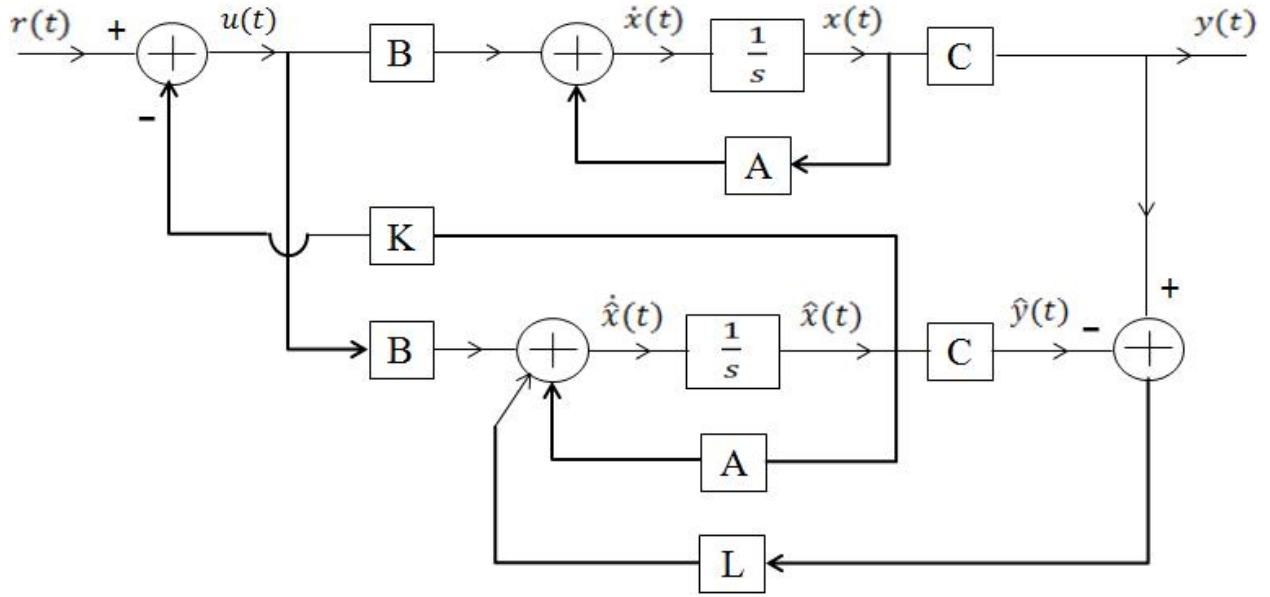 r(t) + u(t) B ẋ(t) 1/s x(t) C y(t)
-
A
K
+
B x̂̇(t) 1/s x̂(t) C ŷ(t) -
A
L